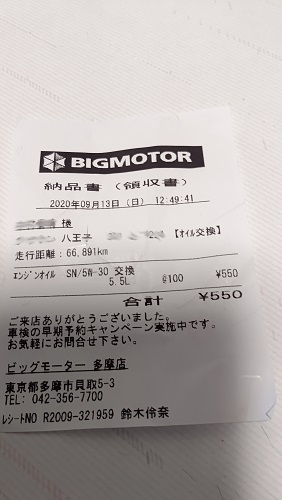 BIGMOTOR
納品書 (領収書)
2020年09月13日 (日) 12:49:41
様
八王子 【オイル交換】
走行距離:66,891km
エンジンオイル SN/5W-30 交換
5.5L @100 ¥550
合計 ¥550
ご来店ありがとうございました。
車検の早期予約キャンペーン実施中です。
お気軽にお問合せ下さい。
ビッグモーター 多摩店
東京都多摩市貝取5-3
TEL: 042-356-7700
レシートNO R2009-321959 鈴木伶奈